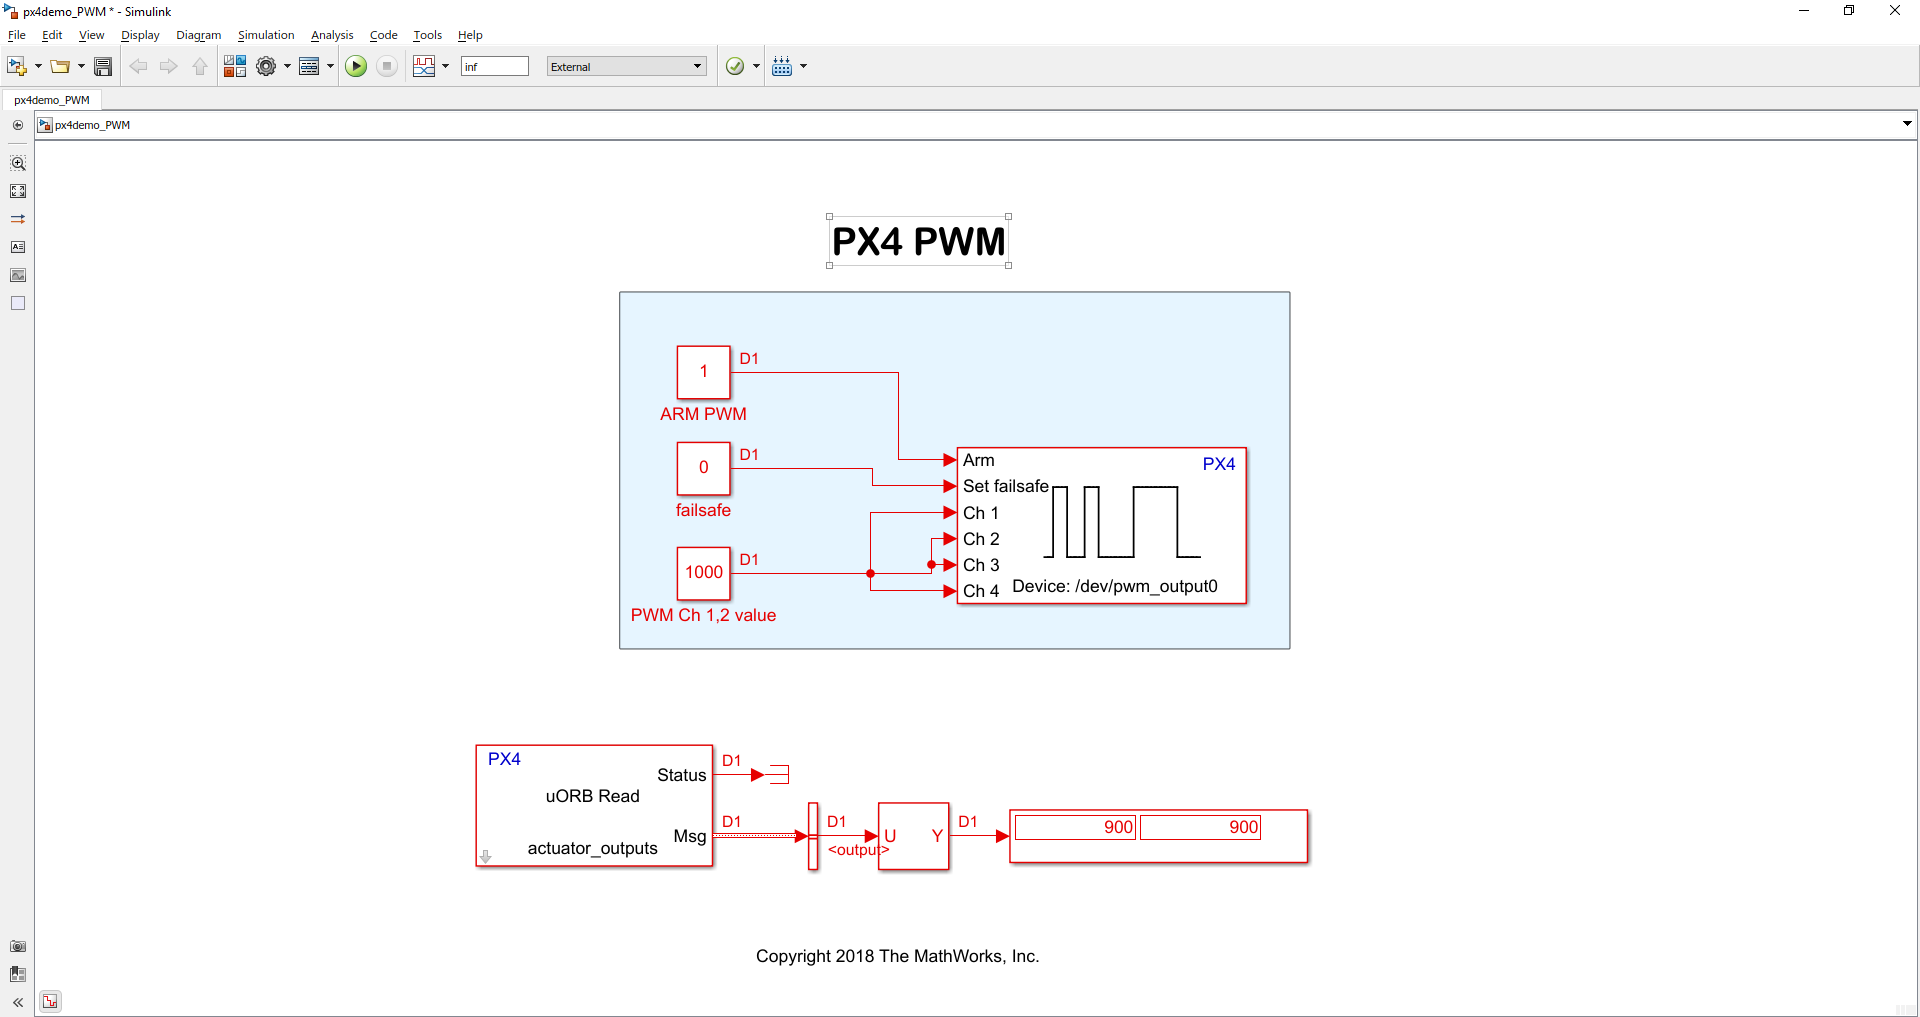 px4demo_PWM * - Simulink
File Edit View Display Diagram Simulation Analysis Code Tools Help
inf External
px4demo_PWM
px4demo_PWM
PX4 PWM
1 D1
ARM PWM
0 D1
failsafe
1000 D1
PWM Ch 1,2 value
Arm PX4
Set failsafe
Ch 1
Ch 2
Ch 3
Ch 4 Device: /dev/pwm_output0
PX4 D1
Status
uORB Read
D1 D1 D1
Msg U Y 900 900
actuator_outputs <output>
Copyright 2018 The MathWorks, Inc.